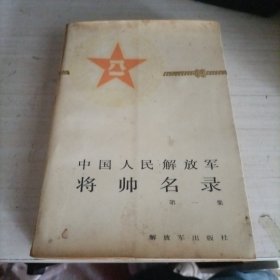 八一
中国人民解放军
将帅名录
第一集
解放军出版社